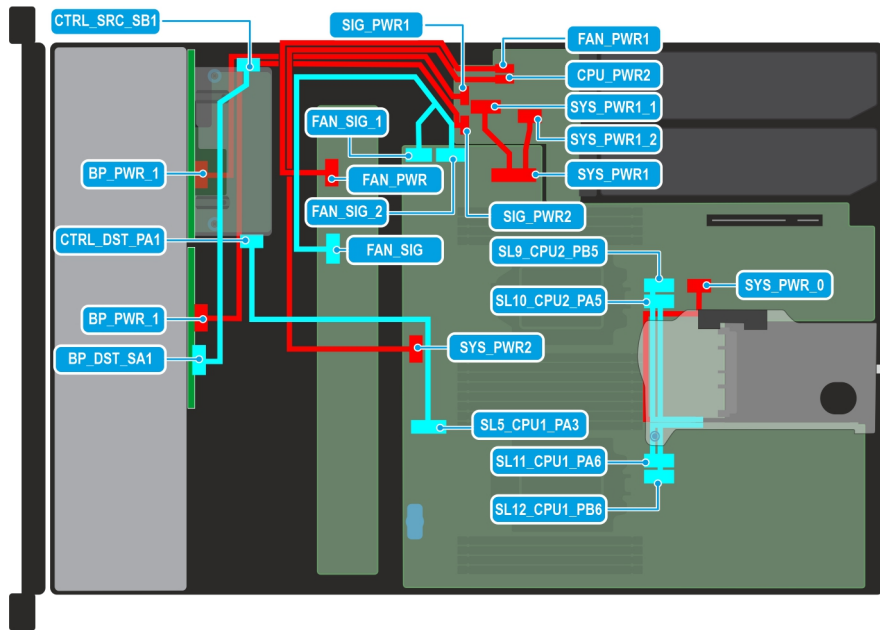 CTRL_SRC_SB1
SIG_PWR1
FAN_PWR1
CPU_PWR2
SYS_PWR1_1
FAN_SIG_1
SYS_PWR1_2
BP_PWR_1
FAN_PWR
SYS_PWR1
FAN_SIG_2
SIG_PWR2
CTRL_DST_PA1
FAN_SIG
SL9_CPU2_PB5
SYS_PWR_0
SL10_CPU2_PA5
BP_PWR_1
BP_DST_SA1
SYS_PWR2
SL5_CPU1_PA3
SL11_CPU1_PA6
SL12_CPU1_PB6